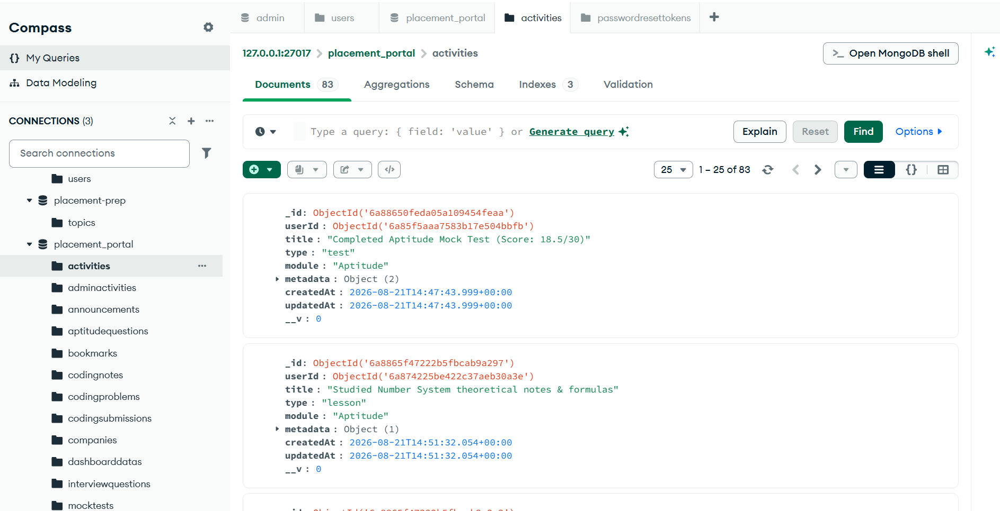 Compass
My Queries
Data Modeling
CONNECTIONS (3)
Search connections
users
placement-prep
topics
placement_portal
activities
adminactivities
announcements
aptitudequestions
bookmarks
codingnotes
codingproblems
codingsubmissions
companies
dashboarddatas
interviewquestions
mocktests
admin users placement_portal activities passwordresettokens
127.0.0.1:27017 placement_portal activities
>_ Open MongoDB shell
Documents 83 Aggregations Schema Indexes 3 Validation
Type a query: { field: 'value' } or Generate query
Explain Reset Find Options
25 1 – 25 of 83
_id: ObjectId('6a88650feda05a109454feaa')
userId : ObjectId('6a85f5aaa7583b17e504bbfb')
title : "Completed Aptitude Mock Test (Score: 18.5/30)"
type : "test"
module : "Aptitude"
metadata : Object (2)
createdAt : 2026-08-21T14:47:43.999+00:00
updatedAt : 2026-08-21T14:47:43.999+00:00
__v : 0
_id: ObjectId('6a8865f47222b5fbcab9a297')
userId : ObjectId('6a874225be422c37aeb30a3e')
title : "Studied Number System theoretical notes & formulas"
type : "lesson"
module : "Aptitude"
metadata : Object (1)
createdAt : 2026-08-21T14:51:32.054+00:00
updatedAt : 2026-08-21T14:51:32.054+00:00
__v : 0